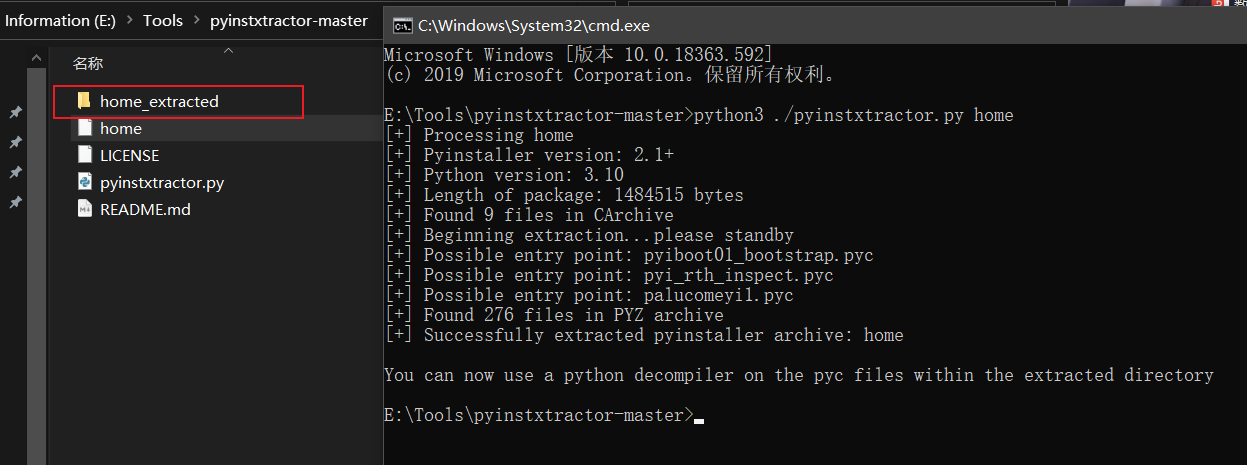 Information (E:) > Tools > pyinstxtractor-master
名称
home_extracted
home
LICENSE
pyinstxtractor.py
README.md
C:\Windows\System32\cmd.exe
Microsoft Windows [版本 10.0.18363.592]
(c) 2019 Microsoft Corporation。保留所有权利。
E:\Tools\pyinstxtractor-master>python3 ./pyinstxtractor.py home
[+] Processing home
[+] Pyinstaller version: 2.1+
[+] Python version: 3.10
[+] Length of package: 1484515 bytes
[+] Found 9 files in CArchive
[+] Beginning extraction...please standby
[+] Possible entry point: pyiboot01_bootstrap.pyc
[+] Possible entry point: pyi_rth_inspect.pyc
[+] Possible entry point: palucomeyi1.pyc
[+] Found 276 files in PYZ archive
[+] Successfully extracted pyinstaller archive: home
You can now use a python decompiler on the pyc files within the extracted directory
E:\Tools\pyinstxtractor-master>